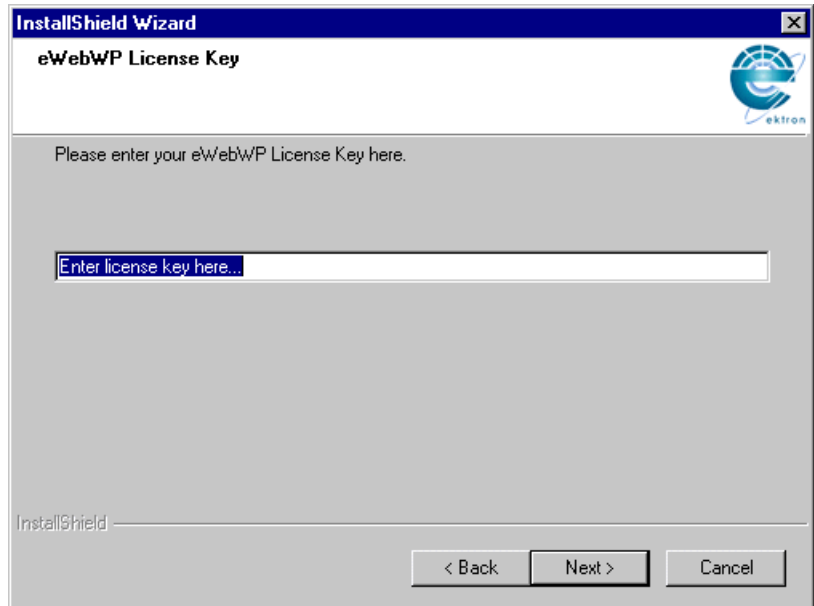 InstallShield Wizard
eWebWP License Key
ektron
Please enter your eWebWP License Key here.
Enter license key here...
InstallShield
< Back Next > Cancel